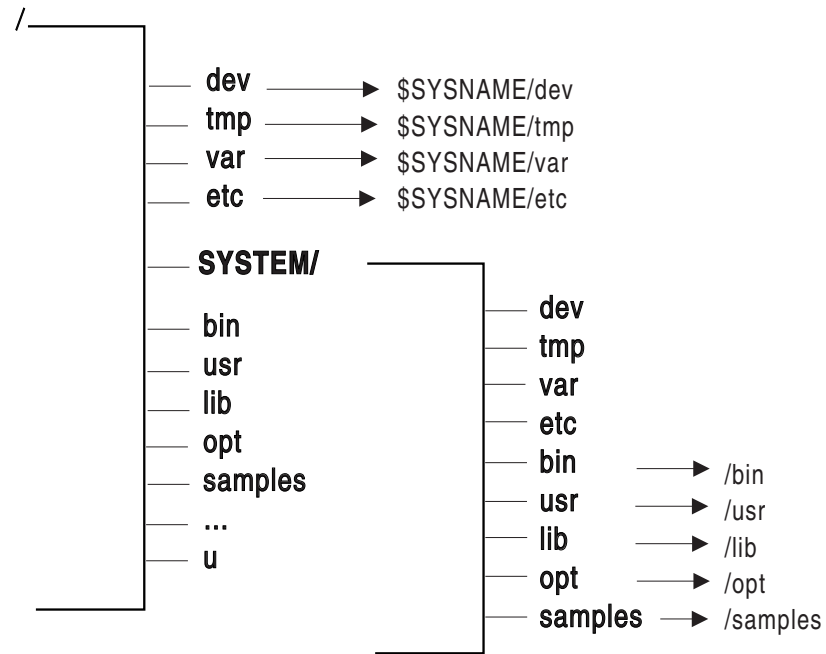 /
dev $SYSNAME/dev
tmp $SYSNAME/tmp
var $SYSNAME/var
etc $SYSNAME/etc
SYSTEM/
bin
usr
lib
opt
samples
...
u
dev
tmp
var
etc
bin /bin
usr /usr
lib /lib
opt /opt
samples /samples